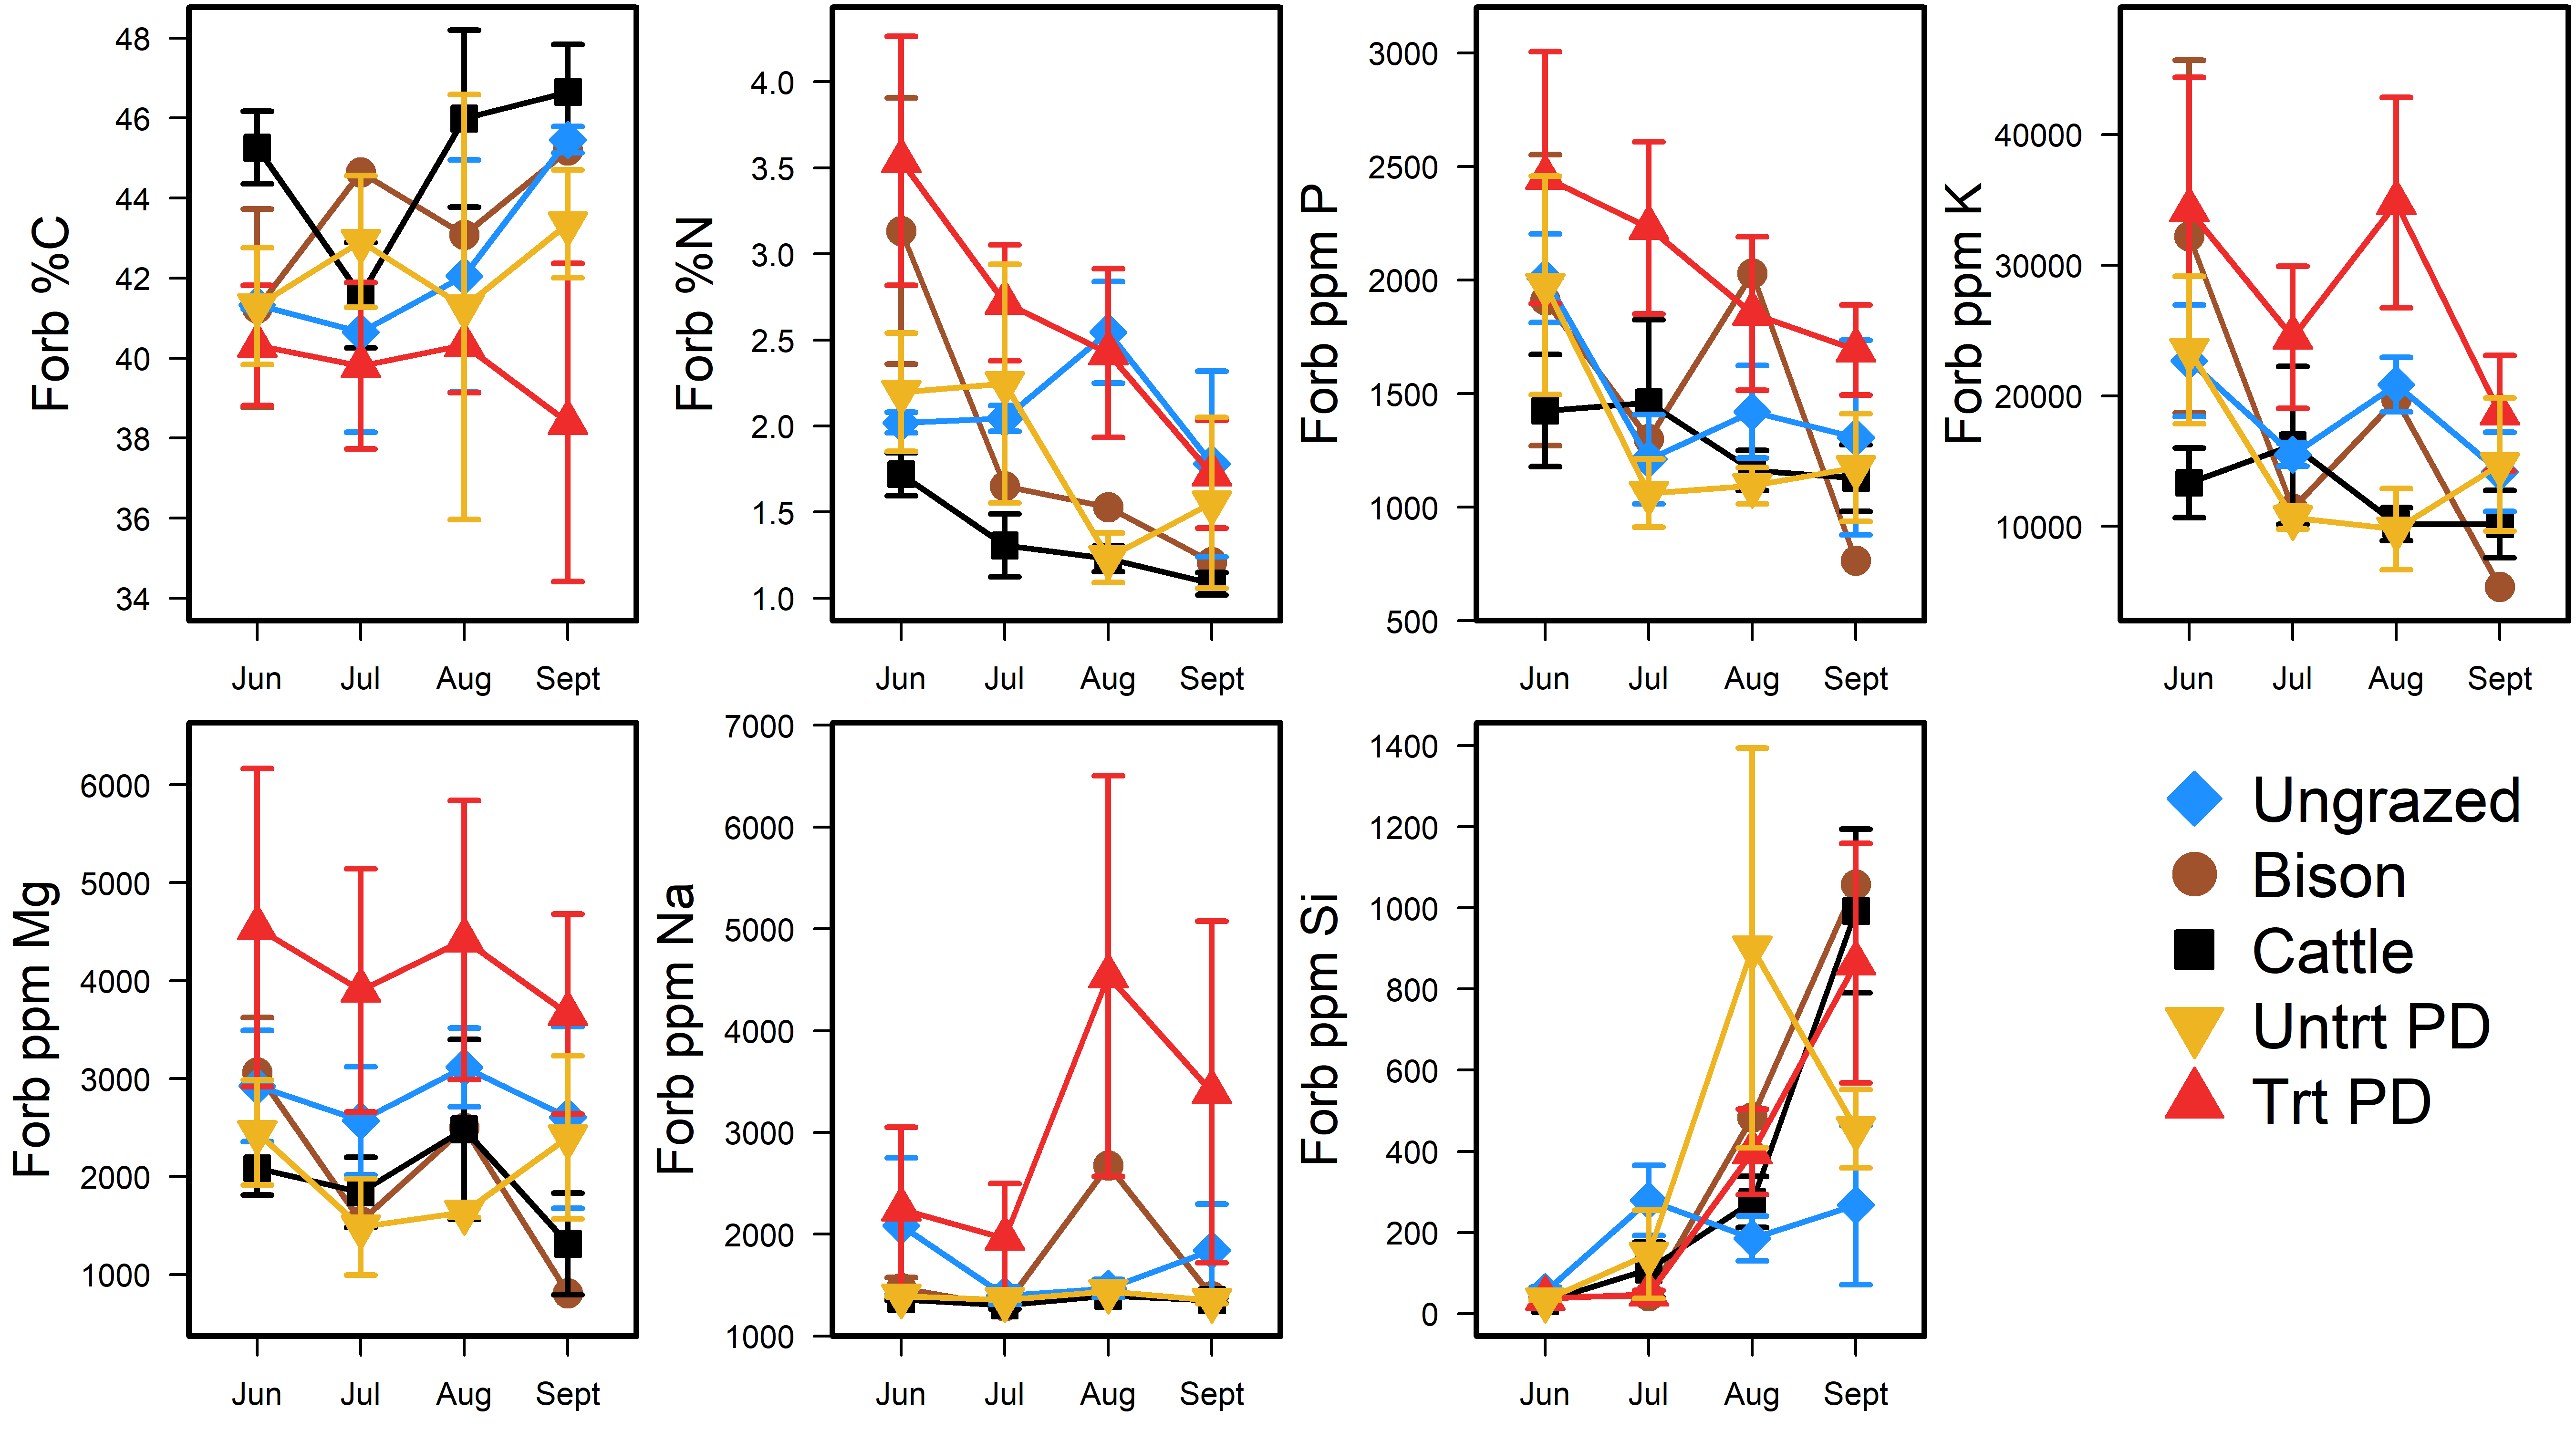 Forb %C
48
46
44
42
40
38
36
34
Jun Jul Aug Sept
Forb %N
4.0
3.5
3.0
2.5
2.0
1.5
1.0
Jun Jul Aug Sept
Forb ppm P
3000
2500
2000
1500
1000
500
Jun Jul Aug Sept
Forb ppm K
40000
30000
20000
10000
Jun Jul Aug Sept
Forb ppm Mg
6000
5000
4000
3000
2000
1000
Jun Jul Aug Sept
Forb ppm Na
7000
6000
5000
4000
3000
2000
1000
Jun Jul Aug Sept
Forb ppm Si
1400
1200
1000
800
600
400
200
0
Jun Jul Aug Sept
Ungrazed
Bison
Cattle
Untrt PD
Trt PD